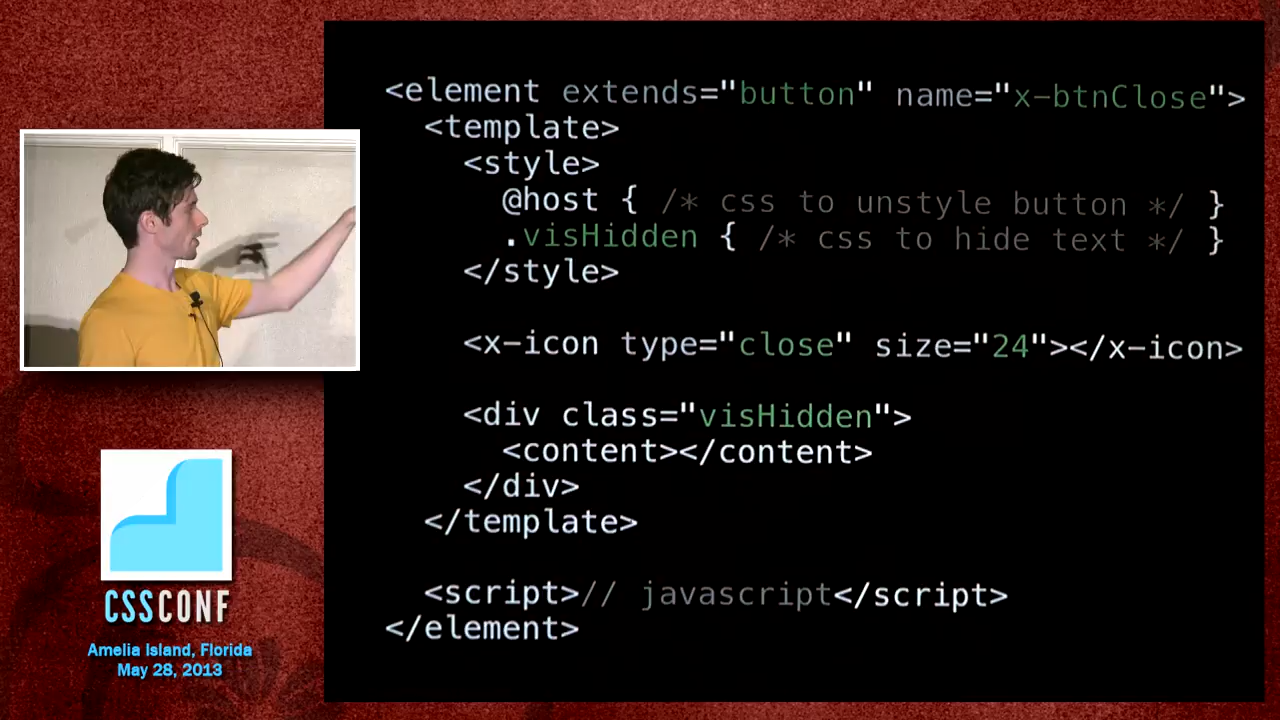 <element extends="button" name="x-btnClose">
<template>
<style>
@host { /* css to unstyle button */ }
.visHidden { /* css to hide text */ }
</style>
<x-icon type="close" size="24"></x-icon>
<div class="visHidden">
<content></content>
</div>
</template>
<script>// javascript</script>
</element>
CSSCONF
Amelia Island, Florida
May 28, 2013